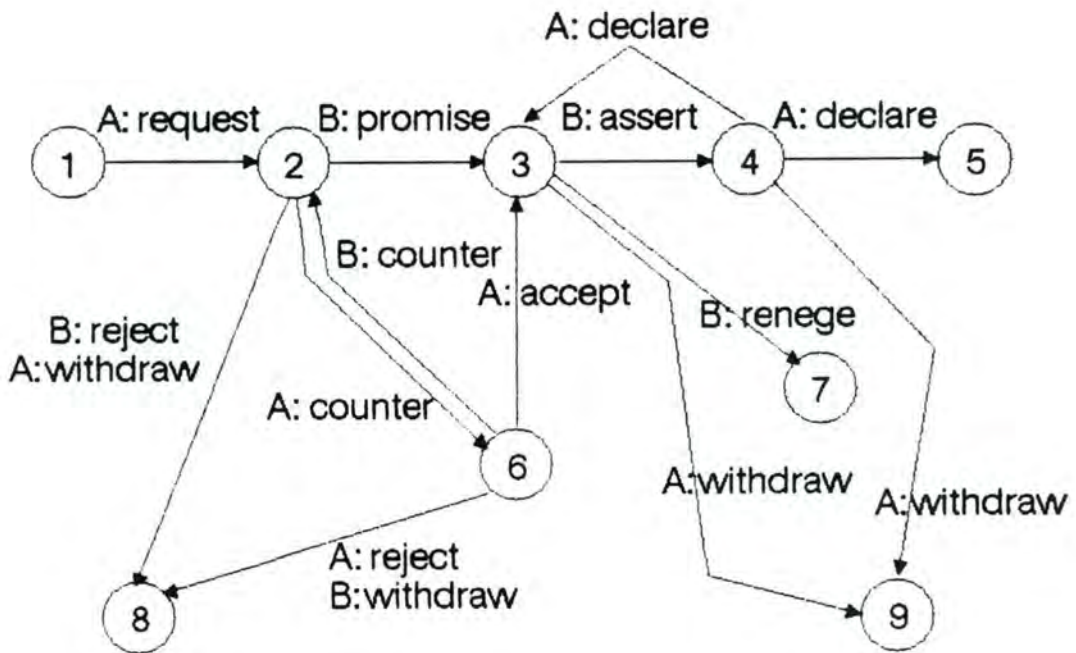 A: declare
A: request
B: promise
B: assert
A: declare
1
2
3
4
5
B: counter
A: accept
B: renege
B: reject
A: withdraw
7
A: counter
6
A: withdraw
A: withdraw
A: reject
B: withdraw
8
9